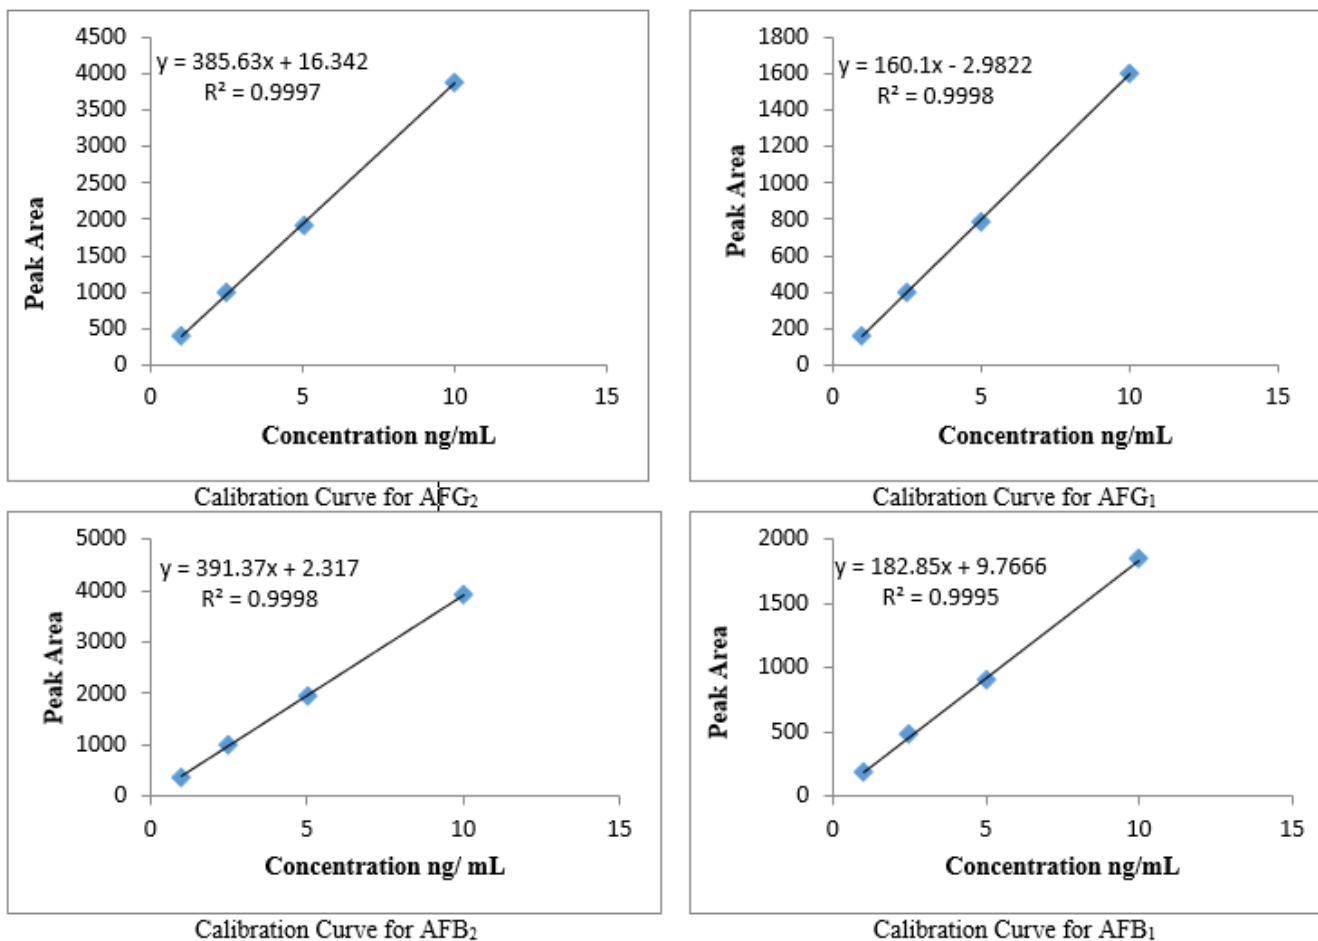 4500
y = 385.63x + 16.342
R² = 0.9997
4000
3500
3000
2500
2000
1500
1000
500
0
Peak Area
0 5 10 15
Concentration ng/mL
Calibration Curve for AFG₂
1800
y = 160.1x - 2.9822
R² = 0.9998
1600
1400
1200
1000
800
600
400
200
0
Peak Area
0 5 10 15
Concentration ng/mL
Calibration Curve for AFG₁
5000
y = 391.37x + 2.317
R² = 0.9998
4000
3000
2000
1000
0
Peak Area
0 5 10 15
Concentration ng/ mL
Calibration Curve for AFB₂
2000
y = 182.85x + 9.7666
R² = 0.9995
1500
1000
500
0
Peak Area
0 5 10 15
Concentration ng/mL
Calibration Curve for AFB₁